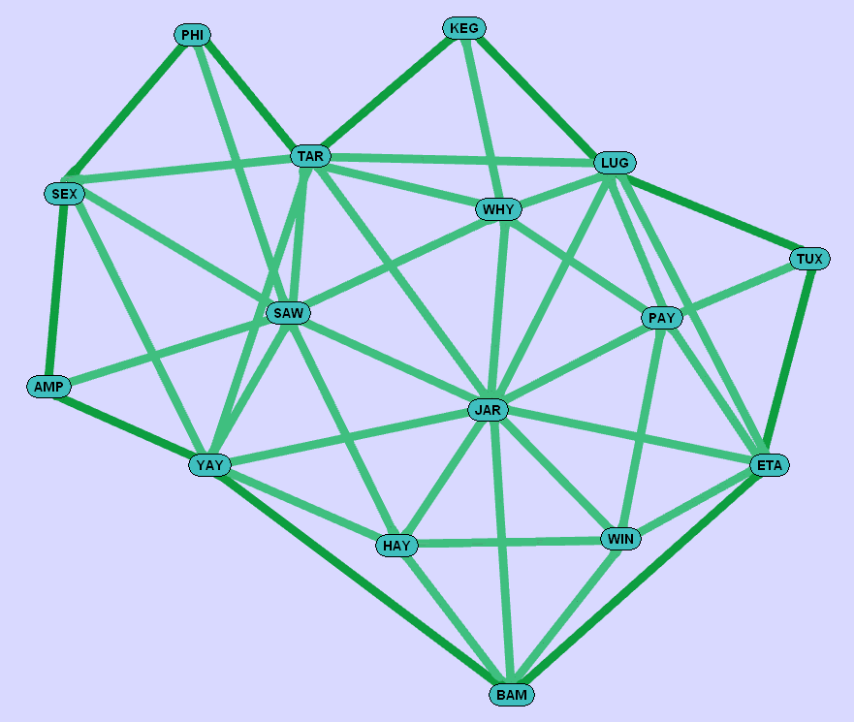 PHI
KEG
TAR
LUG
SEX
WHY
TUX
SAW
PAY
AMP
JAR
YAY
ETA
HAY
WIN
BAM